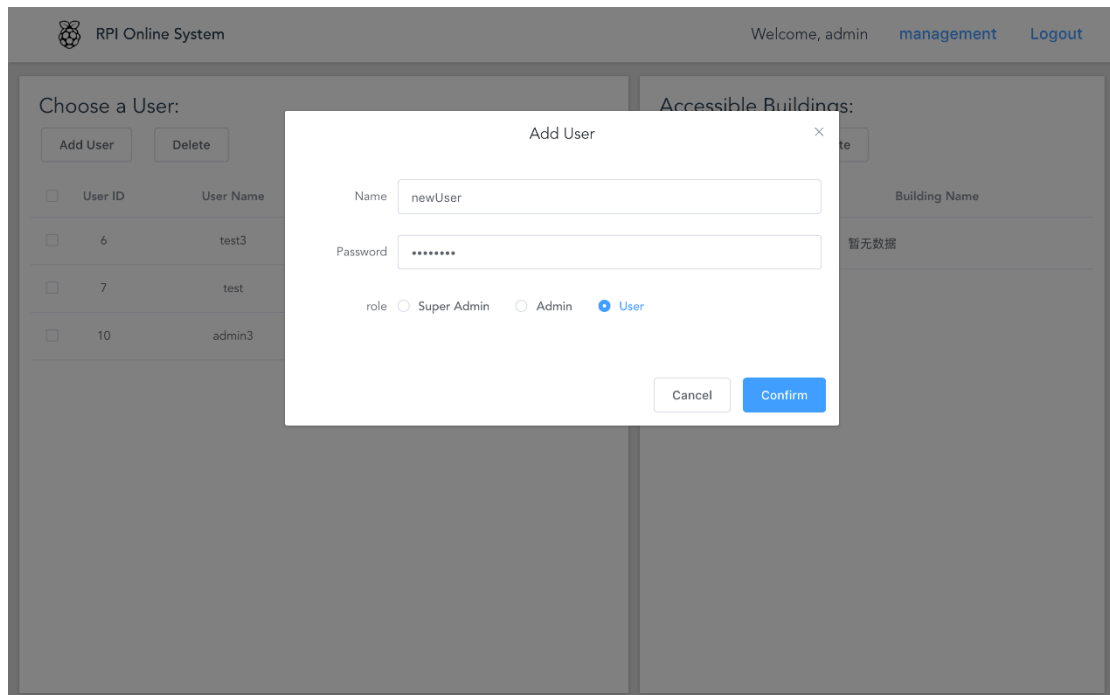 RPI Online System Welcome, admin management Logout
Choose a User:
Add User Delete
User ID User Name
6 test3
7 test
10 admin3
Accessible Buildings:
te
Building Name
暂无数据
Add User
Name newUser
Password ••••••••
role Super Admin Admin User
Cancel Confirm